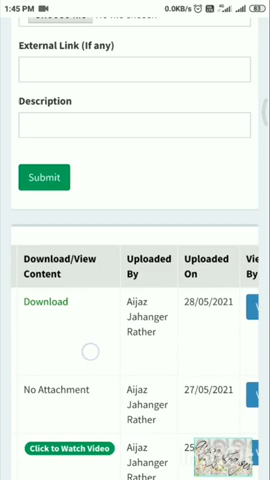 1:45 PM 0.0KB/s 63
External Link (If any)
Description
Submit
Download/View Content Uploaded By Uploaded On
Download Aijaz Jahanger Rather 28/05/2021
No Attachment Aijaz Jahanger Rather 27/05/2021
Click to Watch Video Aijaz Jahanger Rather